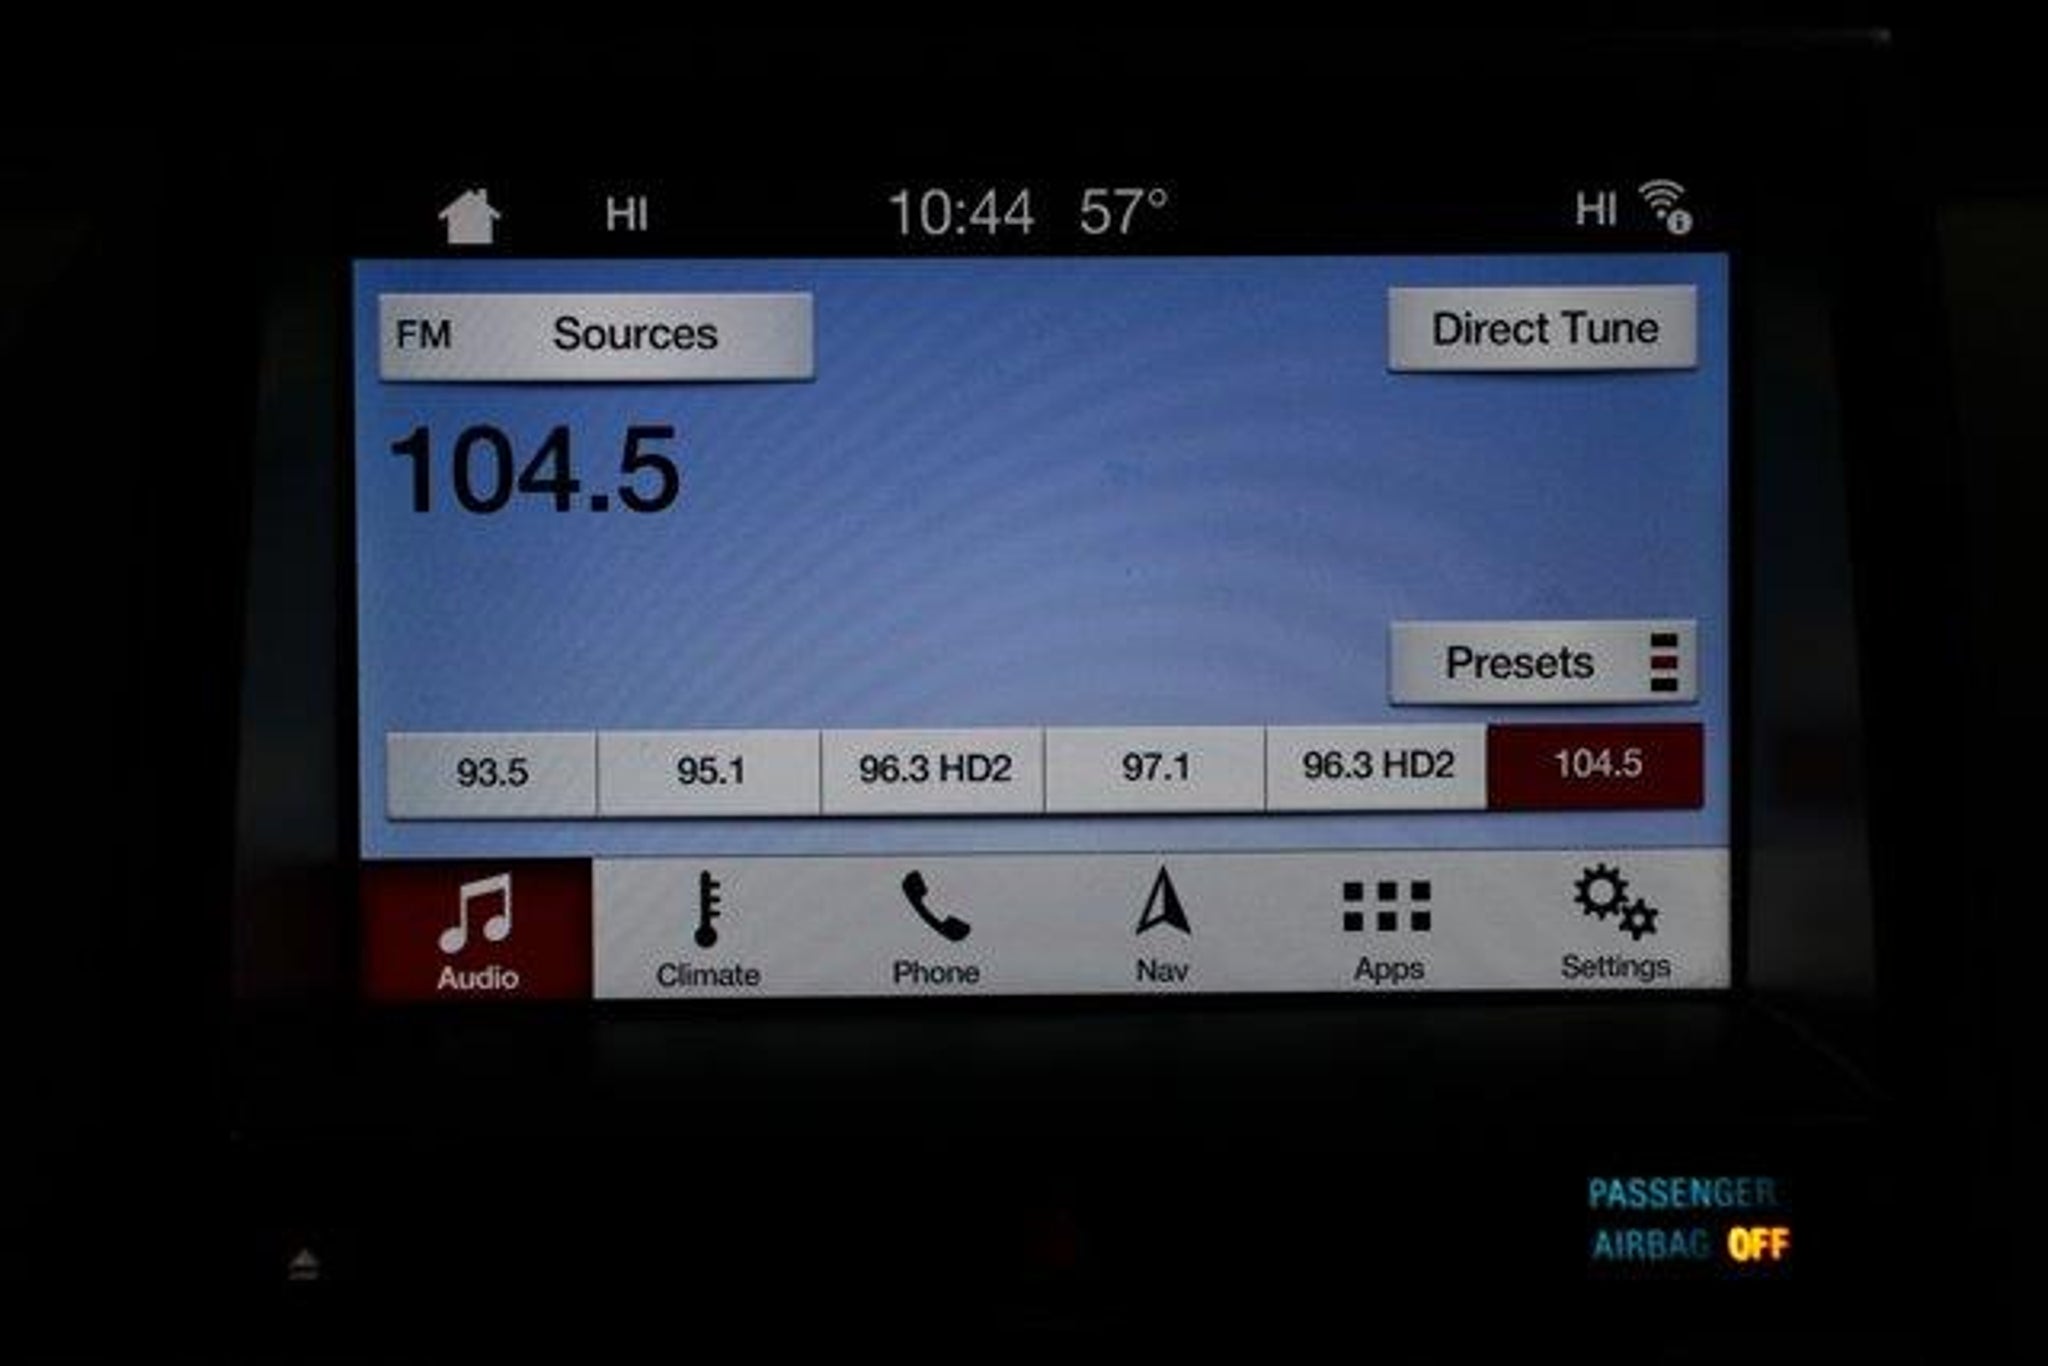 HI 10:44 57° HI
FM Sources Direct Tune
104.5
Presets
93.5 95.1 96.3 HD2 97.1 96.3 HD2 104.5
Audio Climate Phone Nav Apps Settings
PASSENGER
AIRBAG OFF